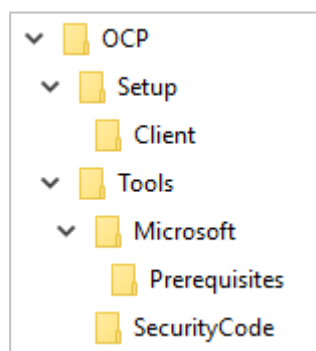 OCP
Setup
Client
Tools
Microsoft
Prerequisites
SecurityCode